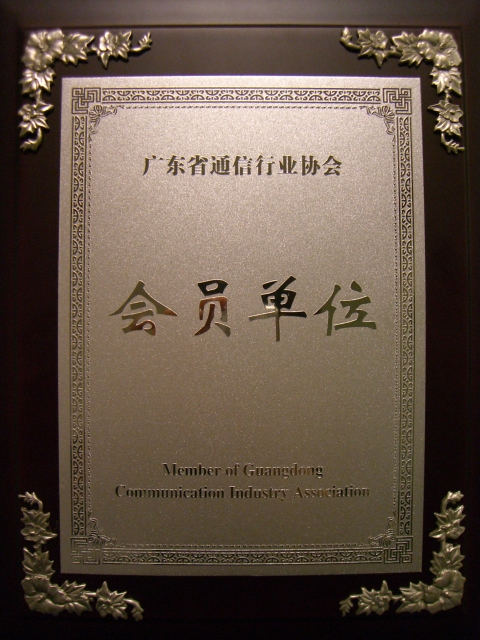 广东省通信行业协会
会员单位
Member of Guangdong
Communication Industry Association